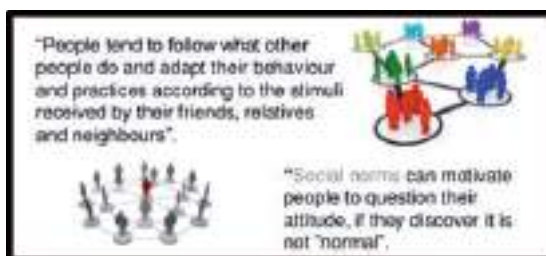 "People tend to follow what other
people do and adapt their behaviour
and practices according to the stimuli
received by their friends, relatives
and neighbours".
"Social norms can motivate
people to question their
attitude, if they discover it is
not "normal".